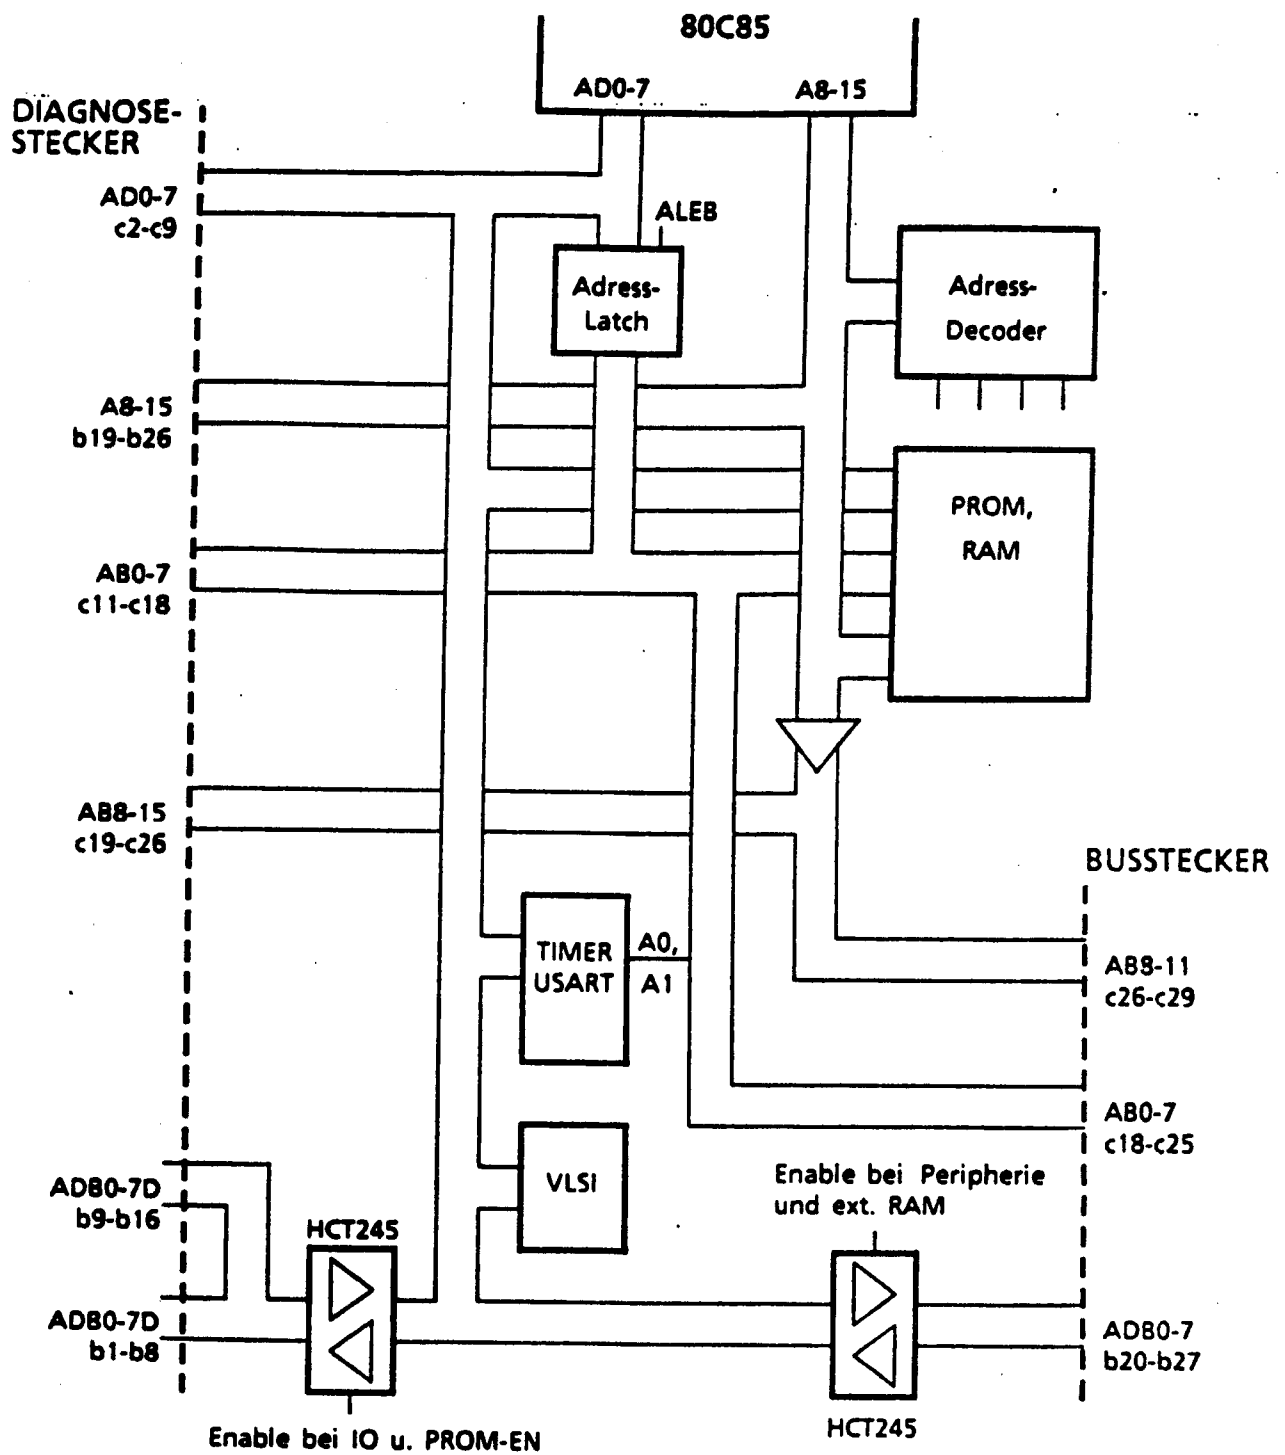 80C85
AD0-7
A8-15
DIAGNOSE-
STECKER
AD0-7
c2-c9
ALEB
Adress-
Latch
Adress-
Decoder
A8-15
b19-b26
PROM,
RAM
AB0-7
c11-c18
AB8-15
c19-c26
BUSSTECKER
TIMER
USART
A0,
A1
AB8-11
c26-c29
AB0-7
c18-c25
VLSI
Enable bei Peripherie
und ext. RAM
ADB0-7D
b9-b16
HCT245
ADB0-7D
b1-b8
ADB0-7
b20-b27
HCT245
Enable bei IO u. PROM-EN